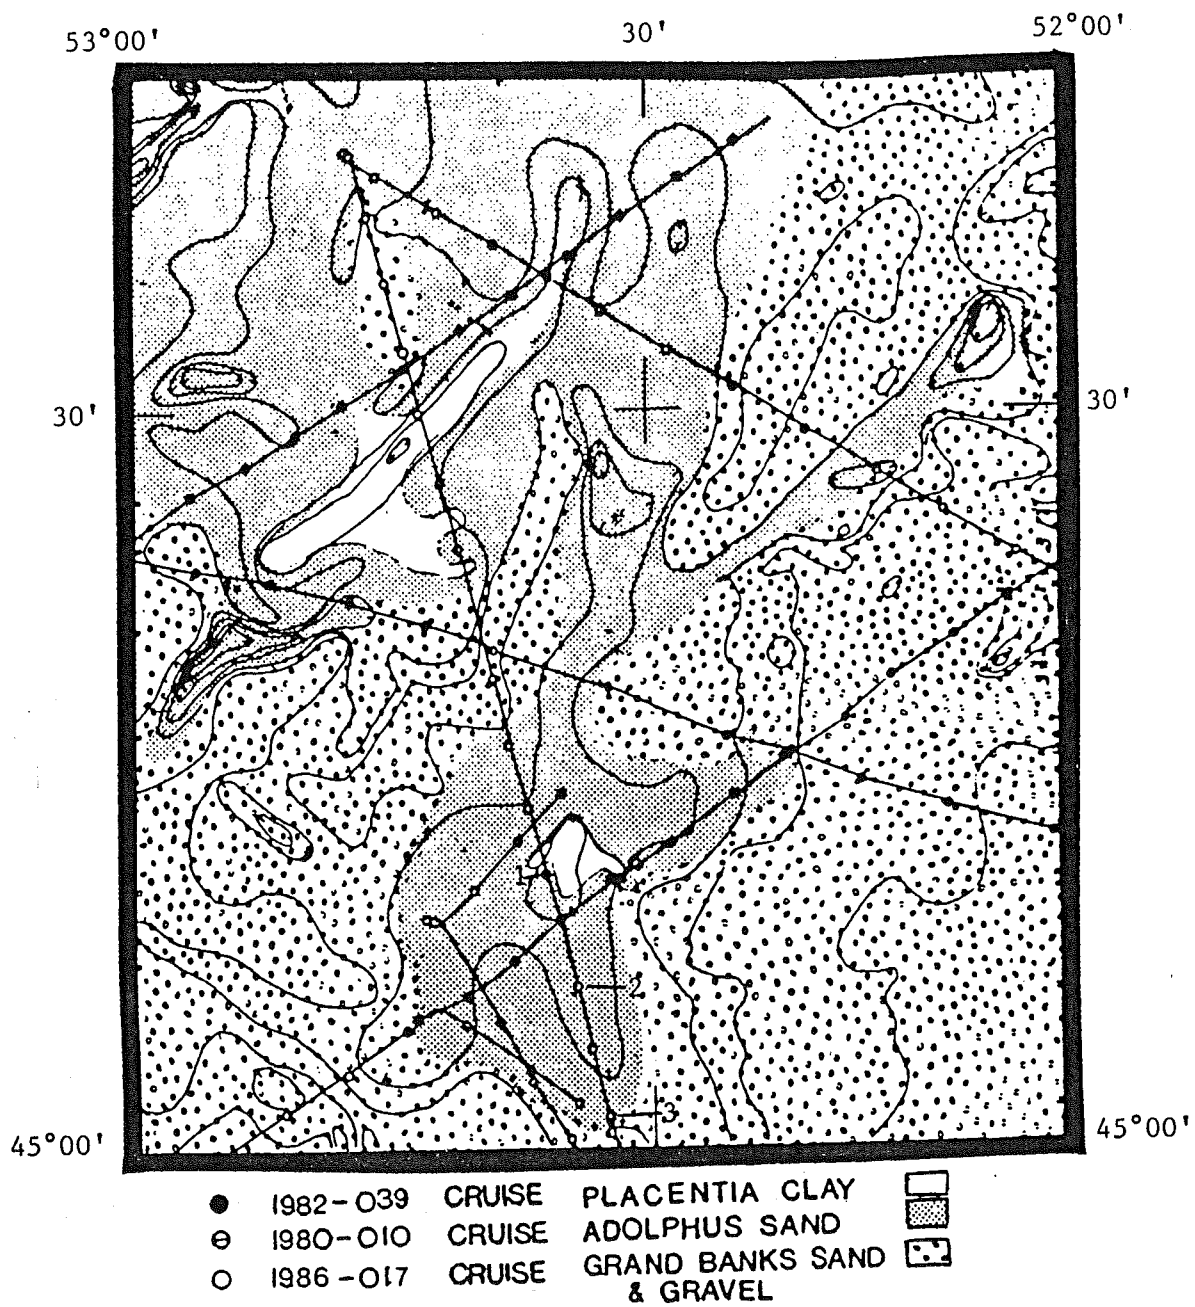 53°00' 30' 52°00'
30' 30'
1
2
3
45°00' 45°00'
● 1982-039 CRUISE PLACENTIA CLAY
⊖ 1980-010 CRUISE ADOLPHUS SAND
○ 1986-017 CRUISE GRAND BANKS SAND
& GRAVEL